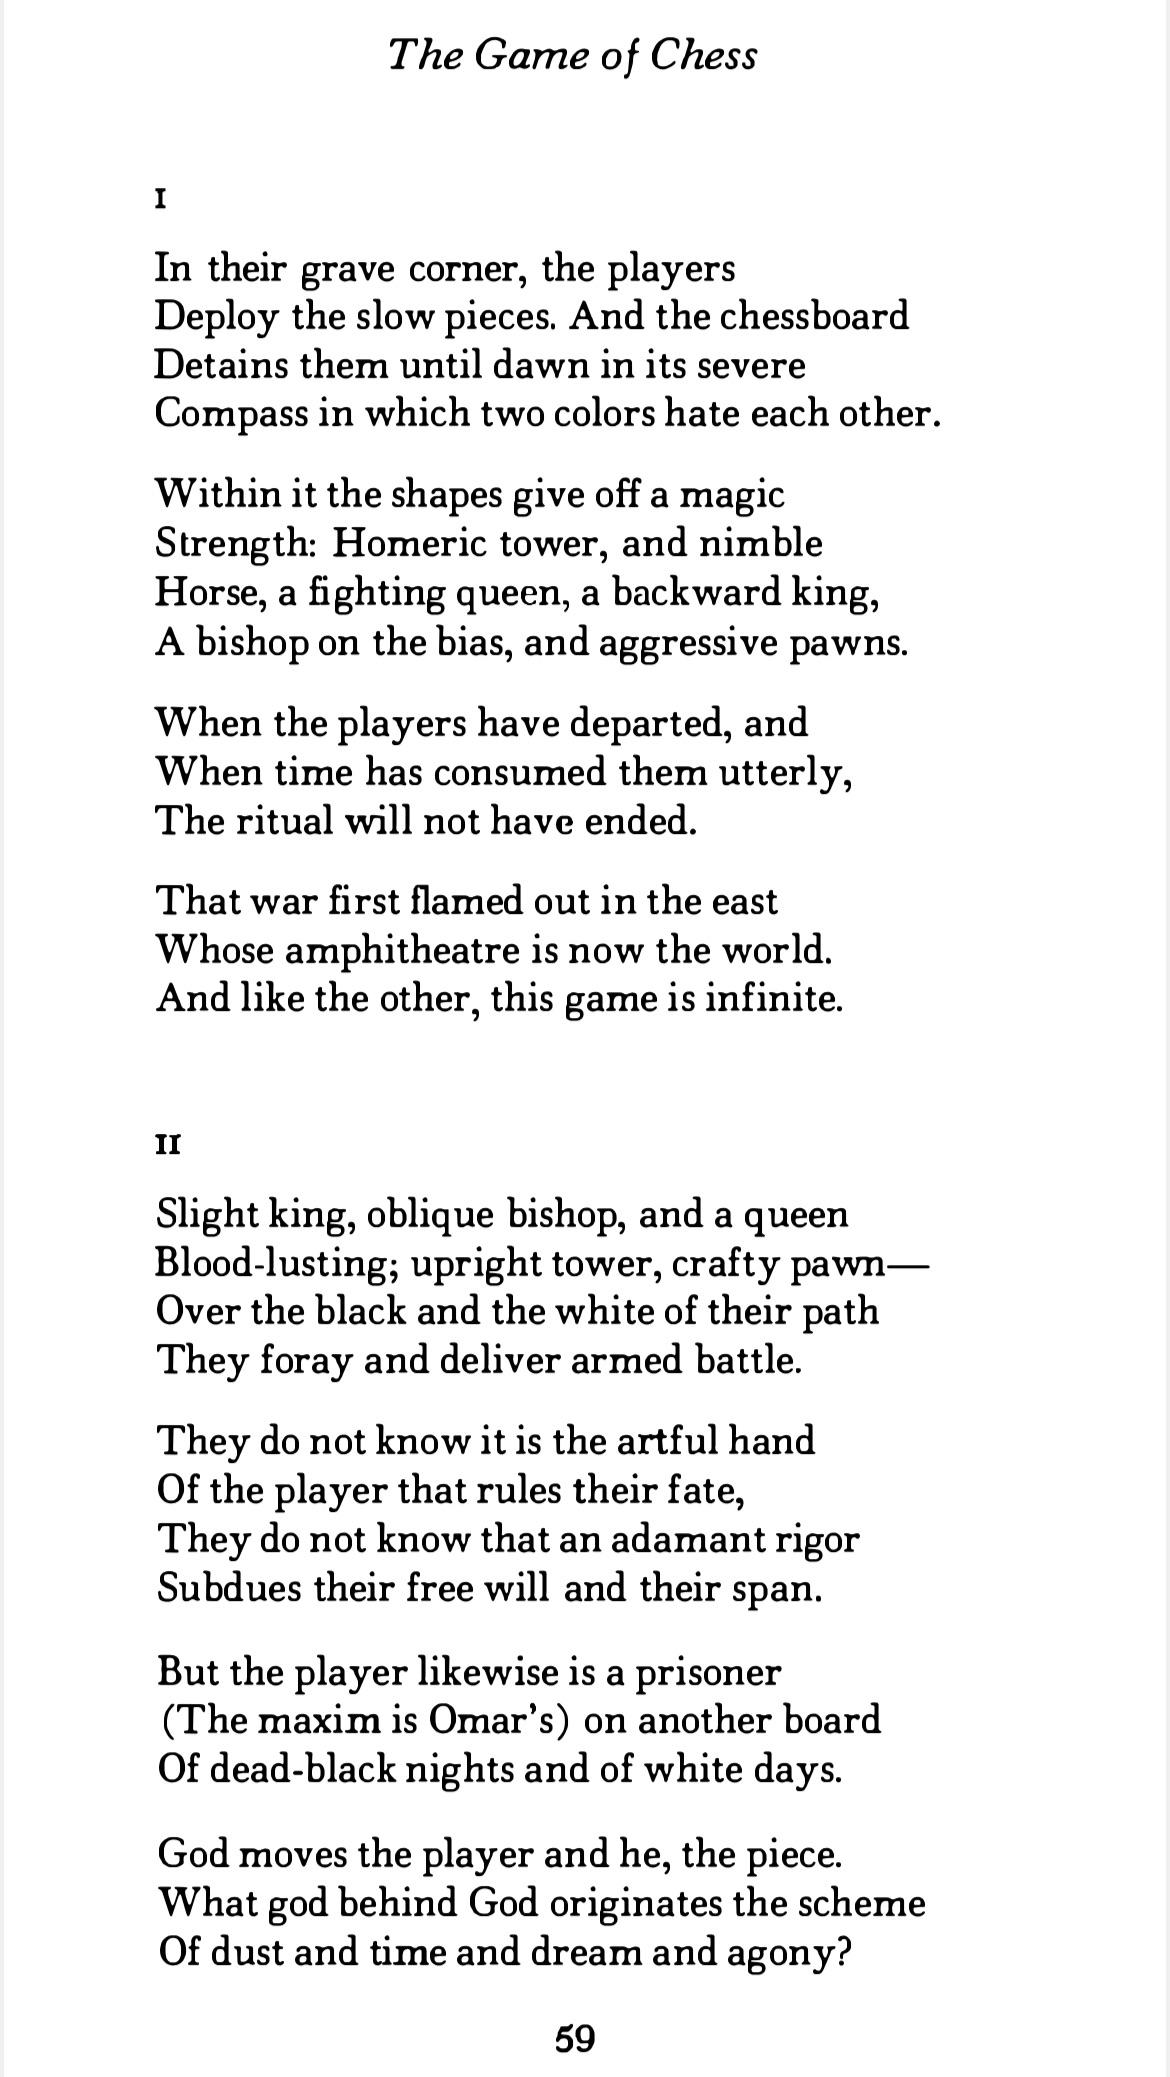 The Game of Chess
I
In their grave corner, the players
Deploy the slow pieces. And the chessboard
Detains them until dawn in its severe
Compass in which two colors hate each other.
Within it the shapes give off a magic
Strength: Homeric tower, and nimble
Horse, a fighting queen, a backward king,
A bishop on the bias, and aggressive pawns.
When the players have departed, and
When time has consumed them utterly,
The ritual will not have ended.
That war first flamed out in the east
Whose amphitheatre is now the world.
And like the other, this game is infinite.
II
Slight king, oblique bishop, and a queen
Blood-lusting; upright tower, crafty pawn—
Over the black and the white of their path
They foray and deliver armed battle.
They do not know it is the artful hand
Of the player that rules their fate,
They do not know that an adamant rigor
Subdues their free will and their span.
But the player likewise is a prisoner
(The maxim is Omar's) on another board
Of dead-black nights and of white days.
God moves the player and he, the piece.
What god behind God originates the scheme
Of dust and time and dream and agony?
59